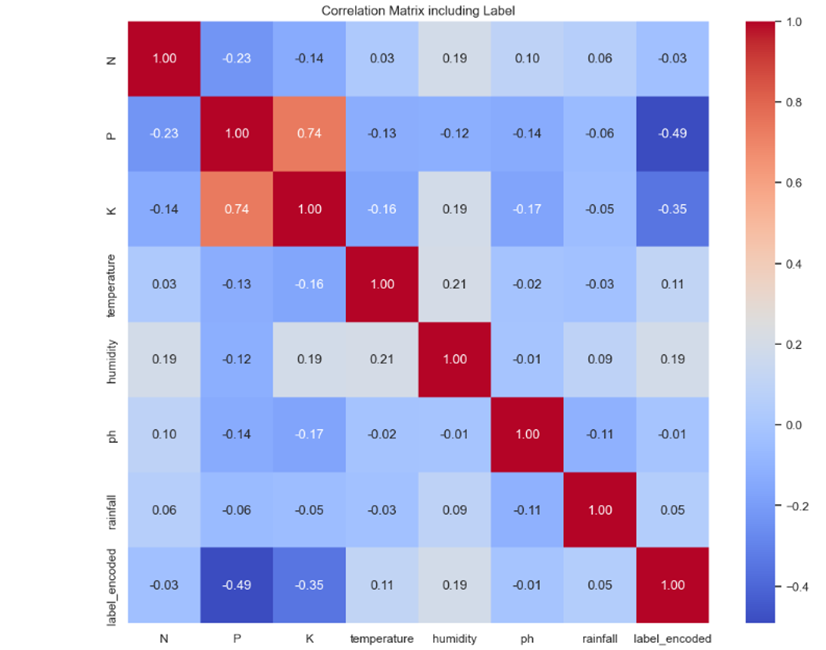 Correlation Matrix including Label
N 1.00 -0.23 -0.14 0.03 0.19 0.10 0.06 -0.03
P -0.23 1.00 0.74 -0.13 -0.12 -0.14 -0.06 -0.49
K -0.14 0.74 1.00 -0.16 0.19 -0.17 -0.05 -0.35
temperature 0.03 -0.13 -0.16 1.00 0.21 -0.02 -0.03 0.11
humidity 0.19 -0.12 0.19 0.21 1.00 -0.01 0.09 0.19
ph 0.10 -0.14 -0.17 -0.02 -0.01 1.00 -0.11 -0.01
rainfall 0.06 -0.06 -0.05 -0.03 0.09 -0.11 1.00 0.05
label_encoded -0.03 -0.49 -0.35 0.11 0.19 -0.01 0.05 1.00
N P K temperature humidity ph rainfall label_encoded
1.0
0.8
0.6
0.4
0.2
0.0
-0.2
-0.4